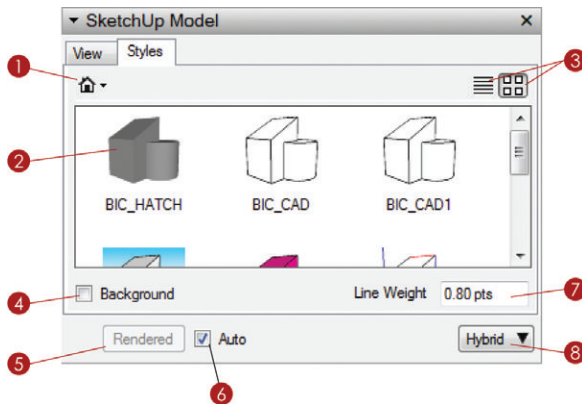 SketchUp Model
View Styles
1
3
2
BIC_HATCH BIC_CAD BIC_CAD1
4 Background Line Weight 0.80 pts 7
5 Rendered Auto Hybrid 8
6